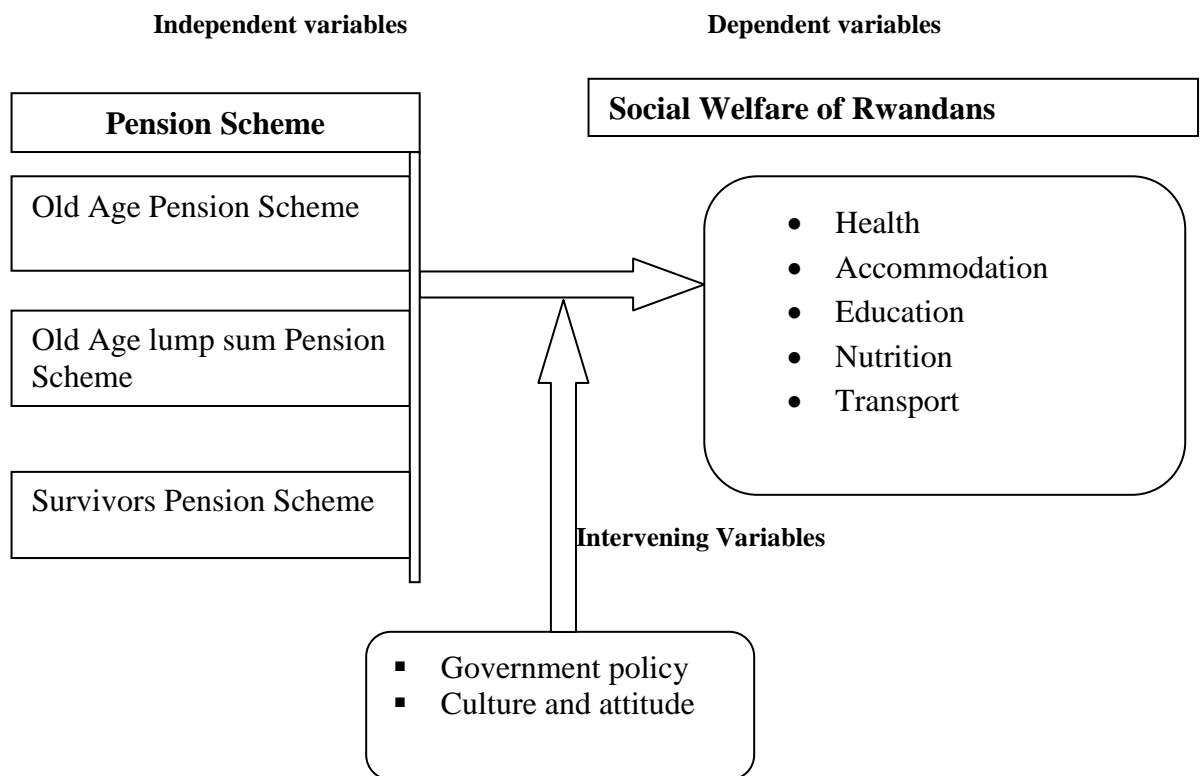 Independent variables
Dependent variables
Pension Scheme
Social Welfare of Rwandans
Old Age Pension Scheme
Old Age lump sum Pension
Scheme
Survivors Pension Scheme
• Health
• Accommodation
• Education
• Nutrition
• Transport
Intervening Variables
▪ Government policy
▪ Culture and attitude